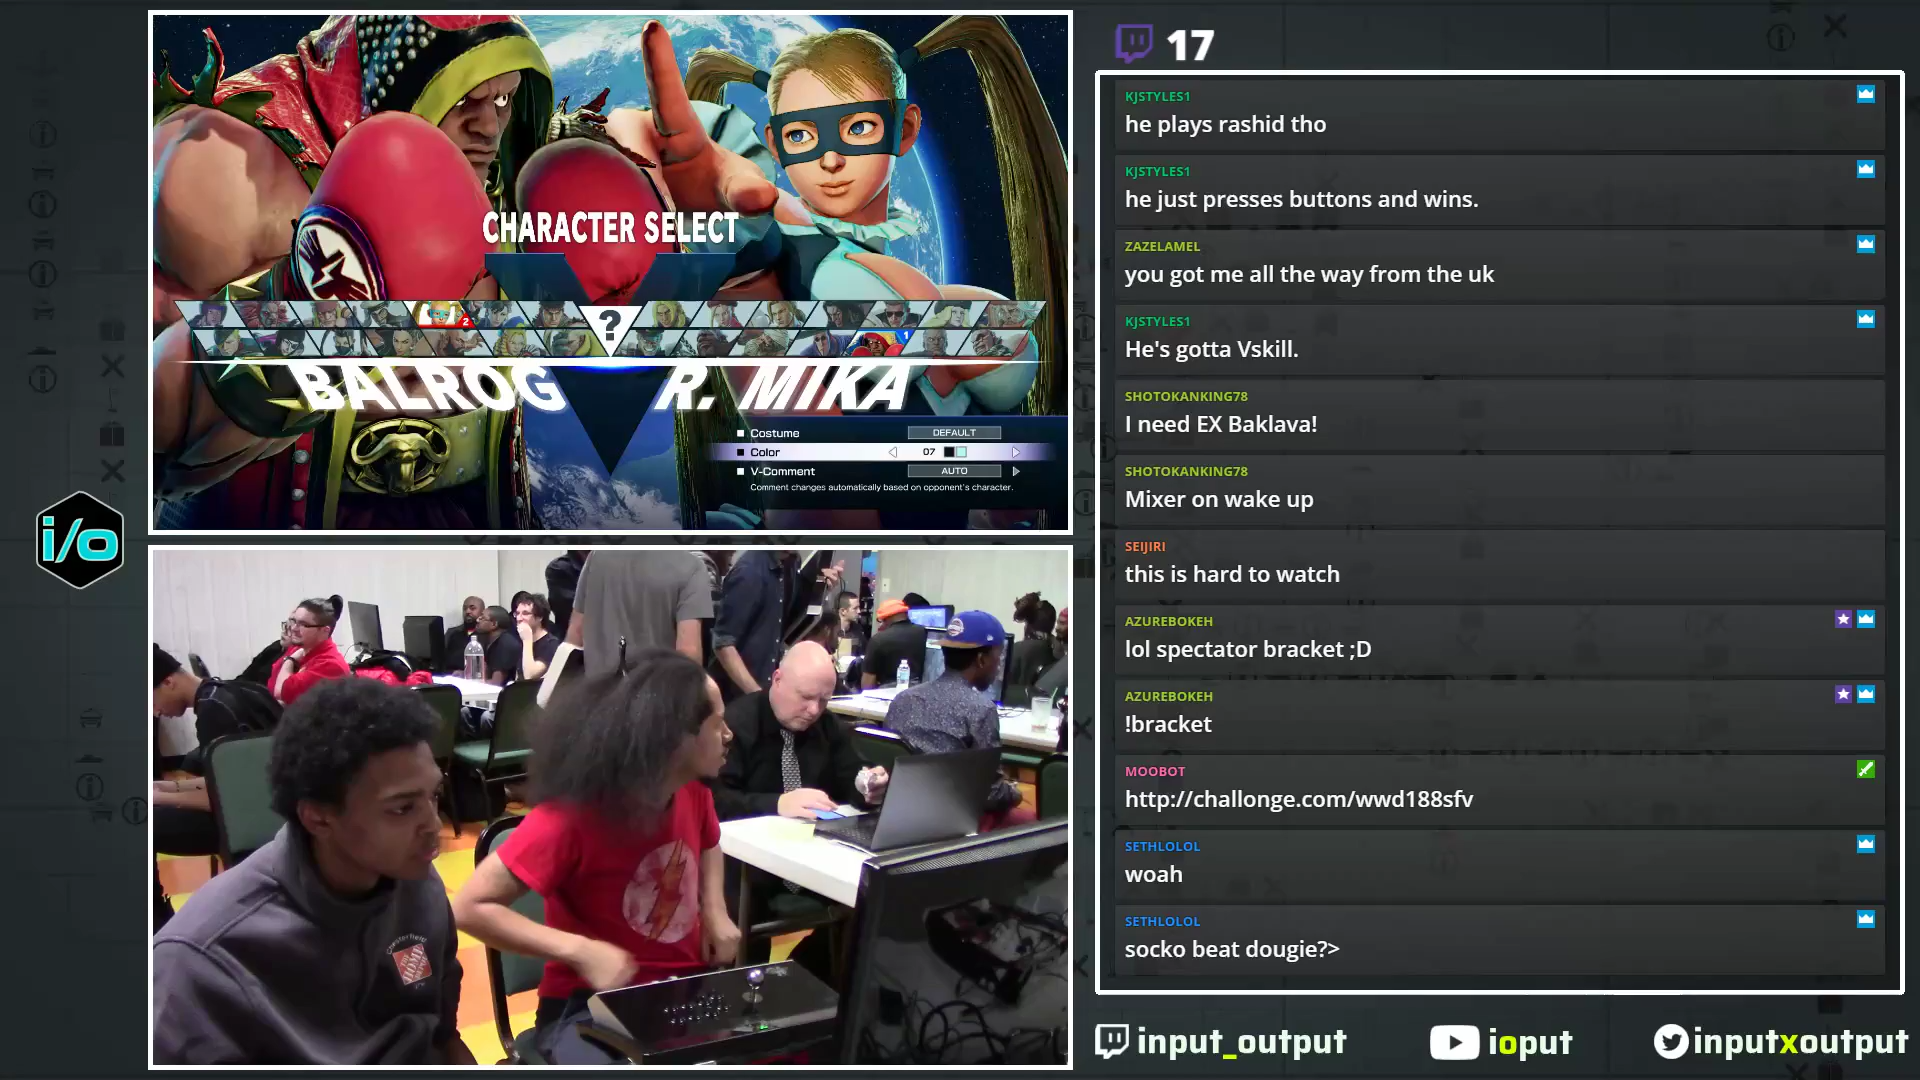 CHARACTER SELECT
2
?
1
BALROG
R. MIKA
Costume
DEFAULT
Color
07
V-Comment
AUTO
Comment changes automatically based on opponent's character.
i/o
Chesterfield
17
KJSTYLES1
he plays rashid tho
KJSTYLES1
he just presses buttons and wins.
ZAZELAMEL
you got me all the way from the uk
KJSTYLES1
He's gotta Vskill.
SHOTOKANKING78
I need EX Baklava!
SHOTOKANKING78
Mixer on wake up
SEIJIRI
this is hard to watch
AZUREBOKEH
lol spectator bracket ;D
AZUREBOKEH
!bracket
MOOBOT
http://challonge.com/wwd188sfv
SETHLOLOL
woah
SETHLOLOL
socko beat dougie?>
input_output
ioput
inputxoutput